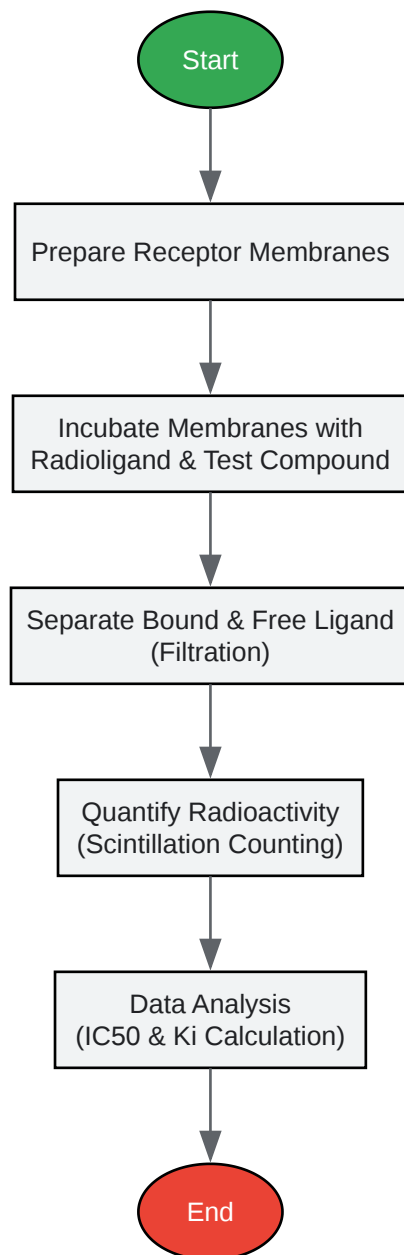 Start
Prepare Receptor Membranes
Incubate Membranes with
Radioligand & Test Compound
Separate Bound & Free Ligand
(Filtration)
Quantify Radioactivity
(Scintillation Counting)
Data Analysis
(IC50 & Ki Calculation)
End